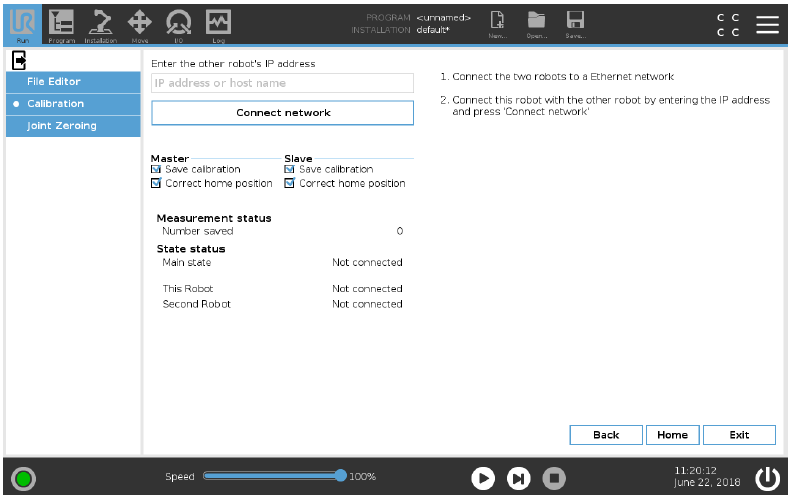 PROGRAM <unnamed>
INSTALLATION default*
Run Program Installation Move I/O Log New... Open... Save...
C C
C C
File Editor
Calibration
Joint Zeroing
Enter the other robot's IP address
IP address or host name
Connect network
1. Connect the two robots to a Ethernet network
2. Connect this robot with the other robot by entering the IP address
and press 'Connect network'
Master Slave
Save calibration Save calibration
Correct home position Correct home position
Measurement status
Number saved 0
State status
Main state Not connected
This Robot Not connected
Second Robot Not connected
Back Home Exit
Speed 100%
11:20:12
June 22, 2018